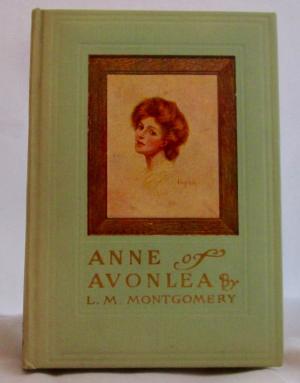 ANNE of
AVONLEA By
L. M. MONTGOMERY